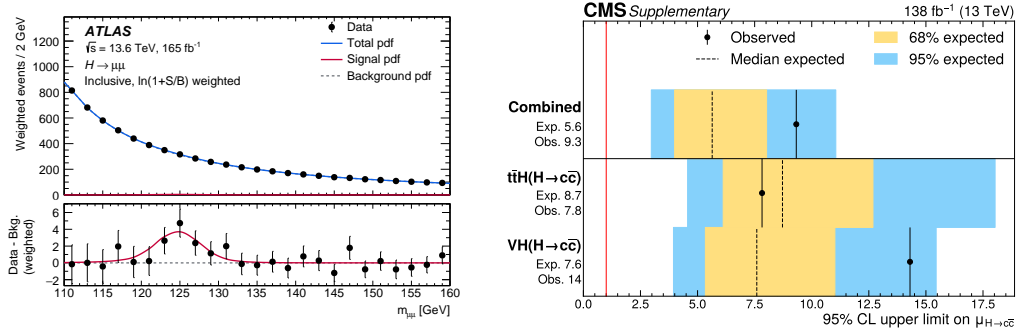 ATLAS
√s = 13.6 TeV, 165 fb⁻¹
H → μμ
Inclusive, ln(1+S/B) weighted
Data
Total pdf
Signal pdf
Background pdf
Weighted events / 2 GeV
1200
1000
800
600
400
200
0
Data - Bkg.
(weighted)
6
4
2
0
−2
110 115 120 125 130 135 140 145 150 155 160
m_μμ [GeV]
CMS Supplementary
138 fb⁻¹ (13 TeV)
Observed
Median expected
68% expected
95% expected
Combined
Exp. 5.6
Obs. 9.3
tt̄H(H→cc̄)
Exp. 8.7
Obs. 7.8
VH(H→cc̄)
Exp. 7.6
Obs. 14
0.0 2.5 5.0 7.5 10.0 12.5 15.0 17.5
95% CL upper limit on μ_H→cc̄